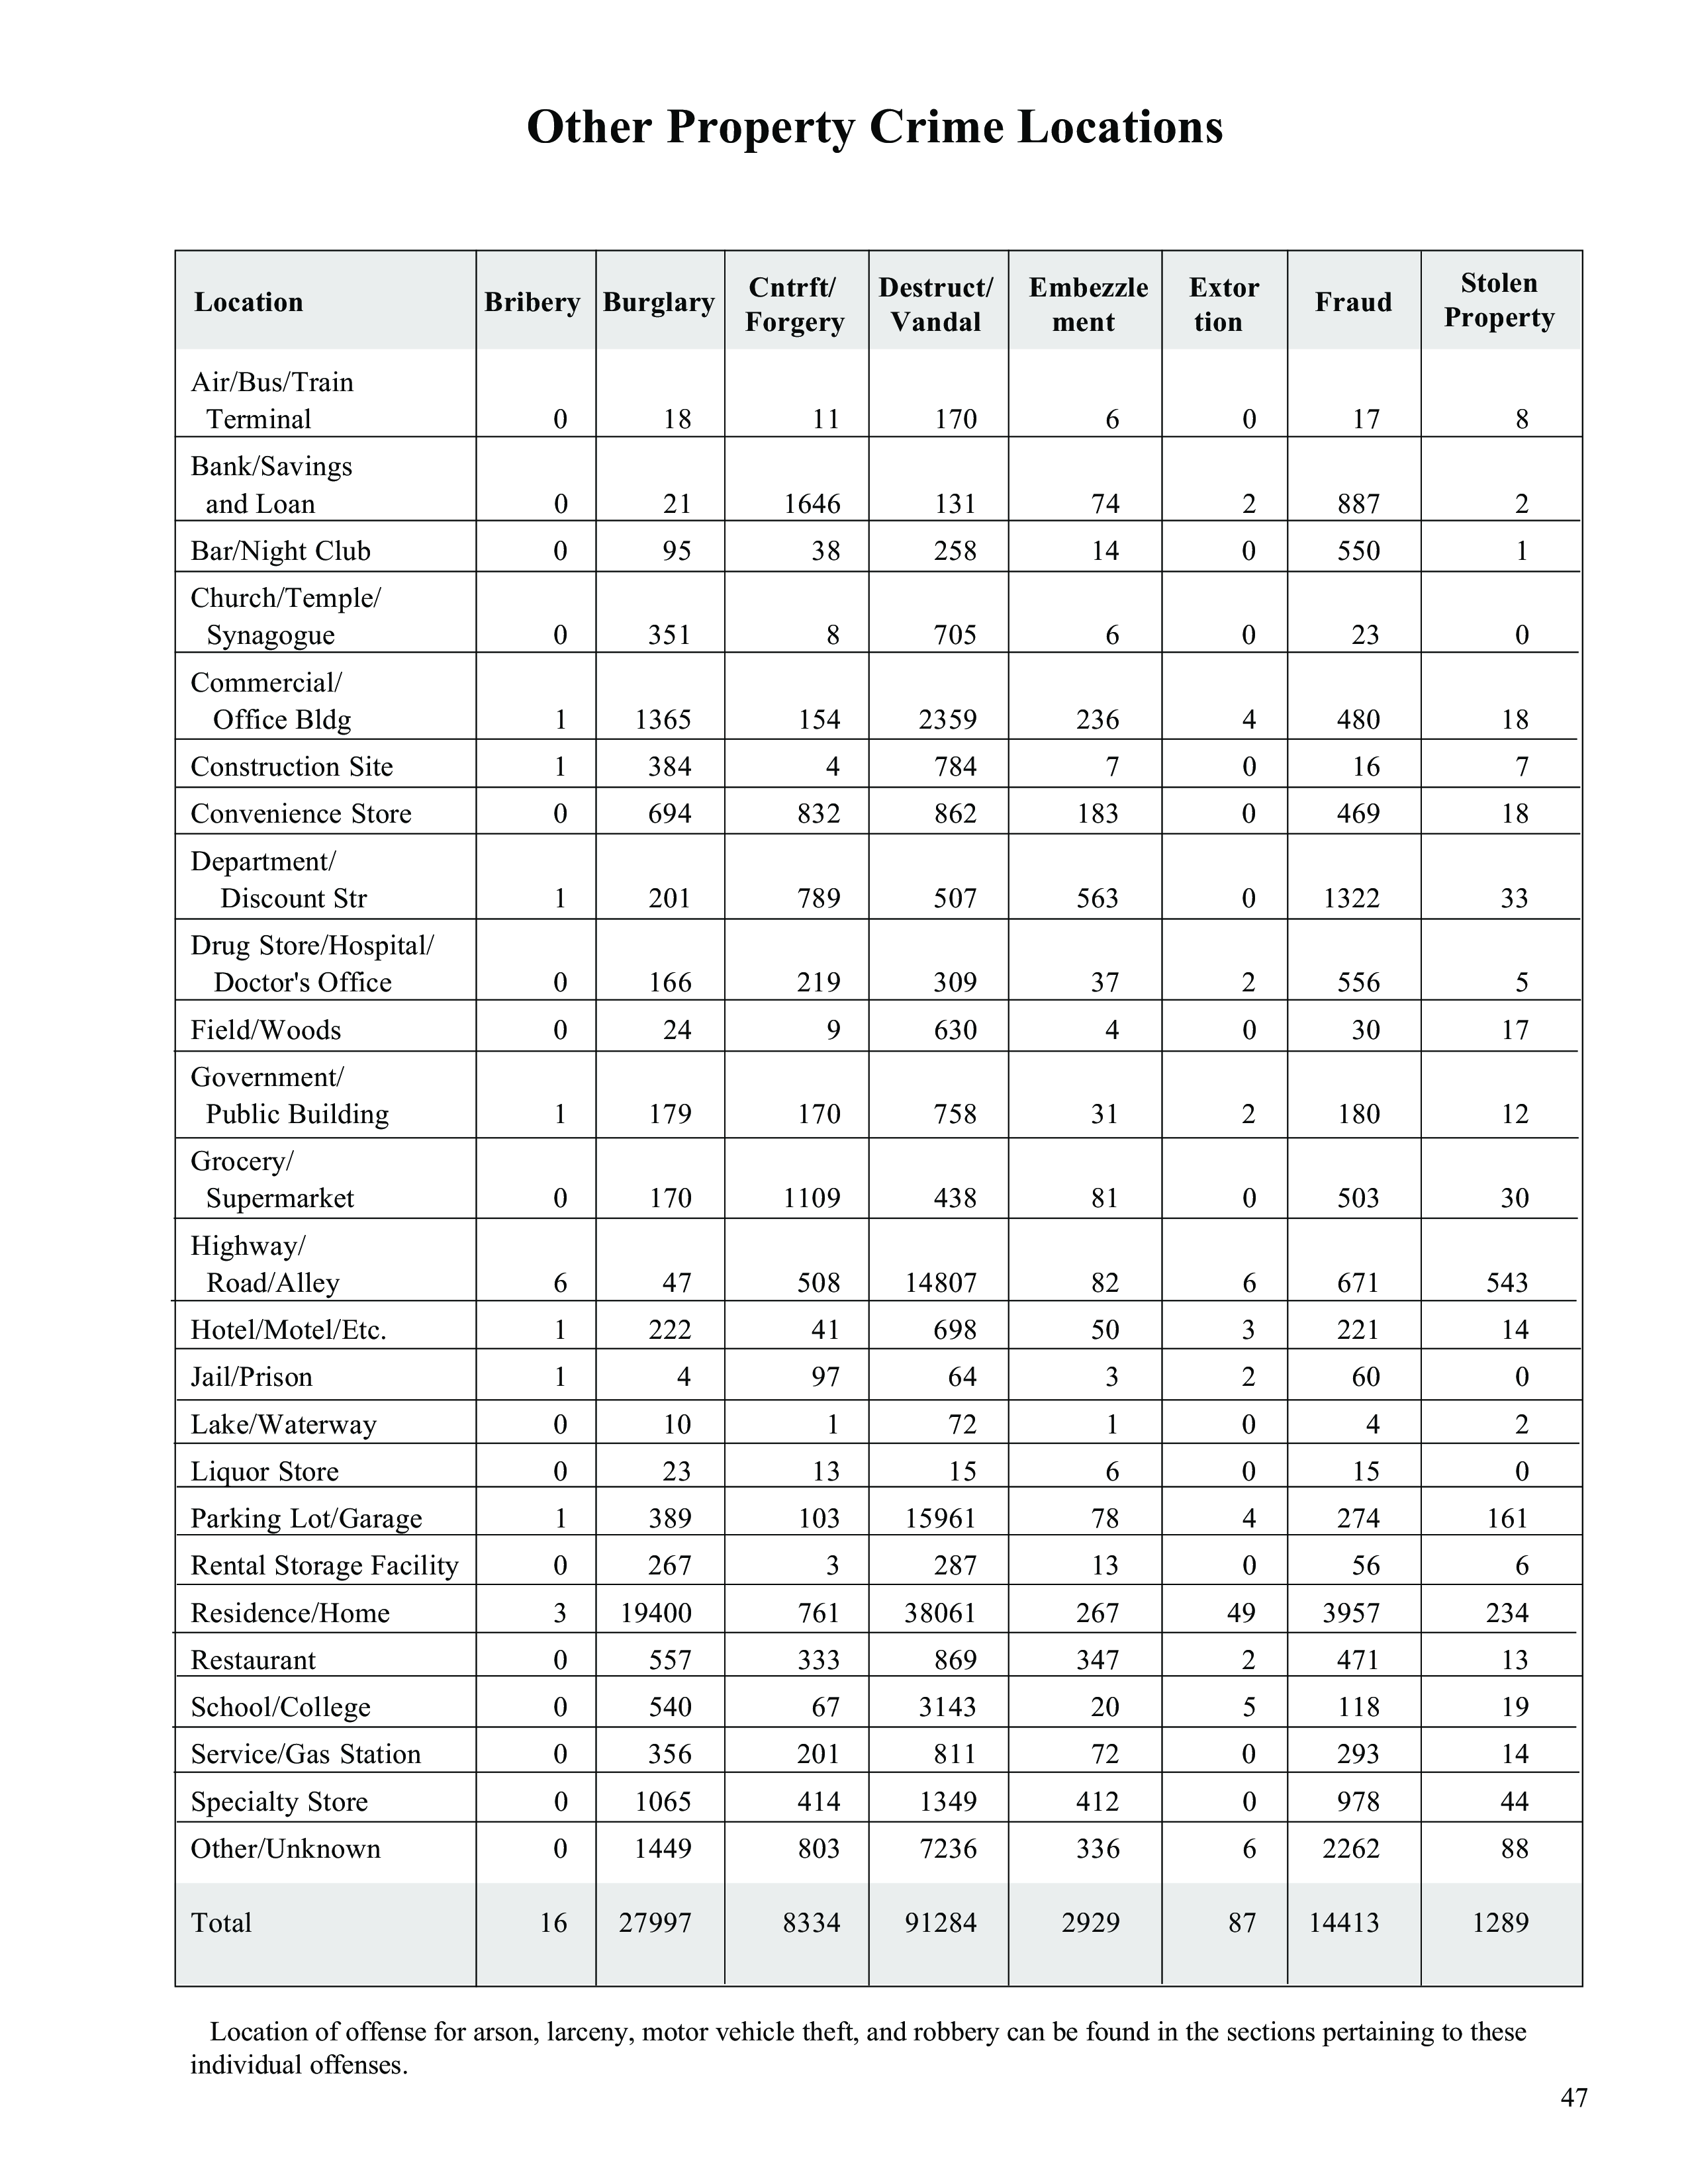 Other Property Crime Locations
Location Bribery Burglary Cntrft/ Forgery Destruct/ Vandal Embezzle ment Extor tion Fraud Stolen Property
Air/Bus/Train
Terminal 0 18 11 170 6 0 17 8
Bank/Savings
and Loan 0 21 1646 131 74 2 887 2
Bar/Night Club 0 95 38 258 14 0 550 1
Church/Temple/
Synagogue 0 351 8 705 6 0 23 0
Commercial/
Office Bldg 1 1365 154 2359 236 4 480 18
Construction Site 1 384 4 784 7 0 16 7
Convenience Store 0 694 832 862 183 0 469 18
Department/
Discount Str 1 201 789 507 563 0 1322 33
Drug Store/Hospital/
Doctor's Office 0 166 219 309 37 2 556 5
Field/Woods 0 24 9 630 4 0 30 17
Government/
Public Building 1 179 170 758 31 2 180 12
Grocery/
Supermarket 0 170 1109 438 81 0 503 30
Highway/
Road/Alley 6 47 508 14807 82 6 671 543
Hotel/Motel/Etc. 1 222 41 698 50 3 221 14
Jail/Prison 1 4 97 64 3 2 60 0
Lake/Waterway 0 10 1 72 1 0 4 2
Liquor Store 0 23 13 15 6 0 15 0
Parking Lot/Garage 1 389 103 15961 78 4 274 161
Rental Storage Facility 0 267 3 287 13 0 56 6
Residence/Home 3 19400 761 38061 267 49 3957 234
Restaurant 0 557 333 869 347 2 471 13
School/College 0 540 67 3143 20 5 118 19
Service/Gas Station 0 356 201 811 72 0 293 14
Specialty Store 0 1065 414 1349 412 0 978 44
Other/Unknown 0 1449 803 7236 336 6 2262 88
Total 16 27997 8334 91284 2929 87 14413 1289
Location of offense for arson, larceny, motor vehicle theft, and robbery can be found in the sections pertaining to these
individual offenses.
47